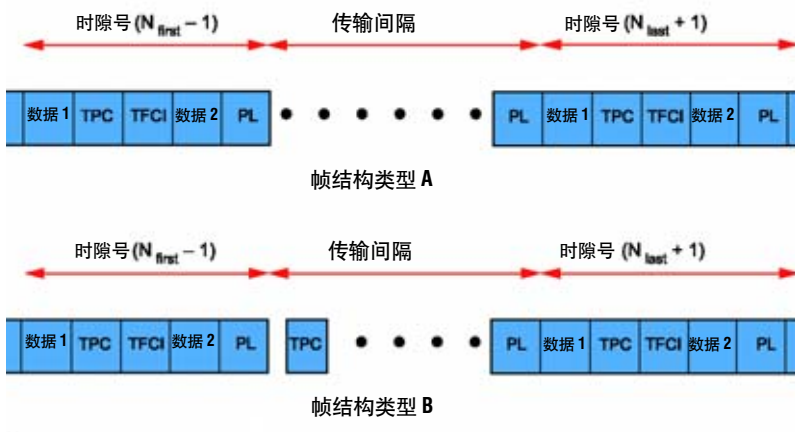 时隙号(N first − 1) 传输间隔 时隙号(N last + 1)
数据 1 TPC TFCI 数据 2 PL PL 数据 1 TPC TFCI 数据 2 PL
帧结构类型 A
时隙号(N first − 1) 传输间隔 时隙号 (N last + 1)
数据 1 TPC TFCI 数据 2 PL TPC PL 数据 1 TPC TFCI 数据 2 PL
帧结构类型 B